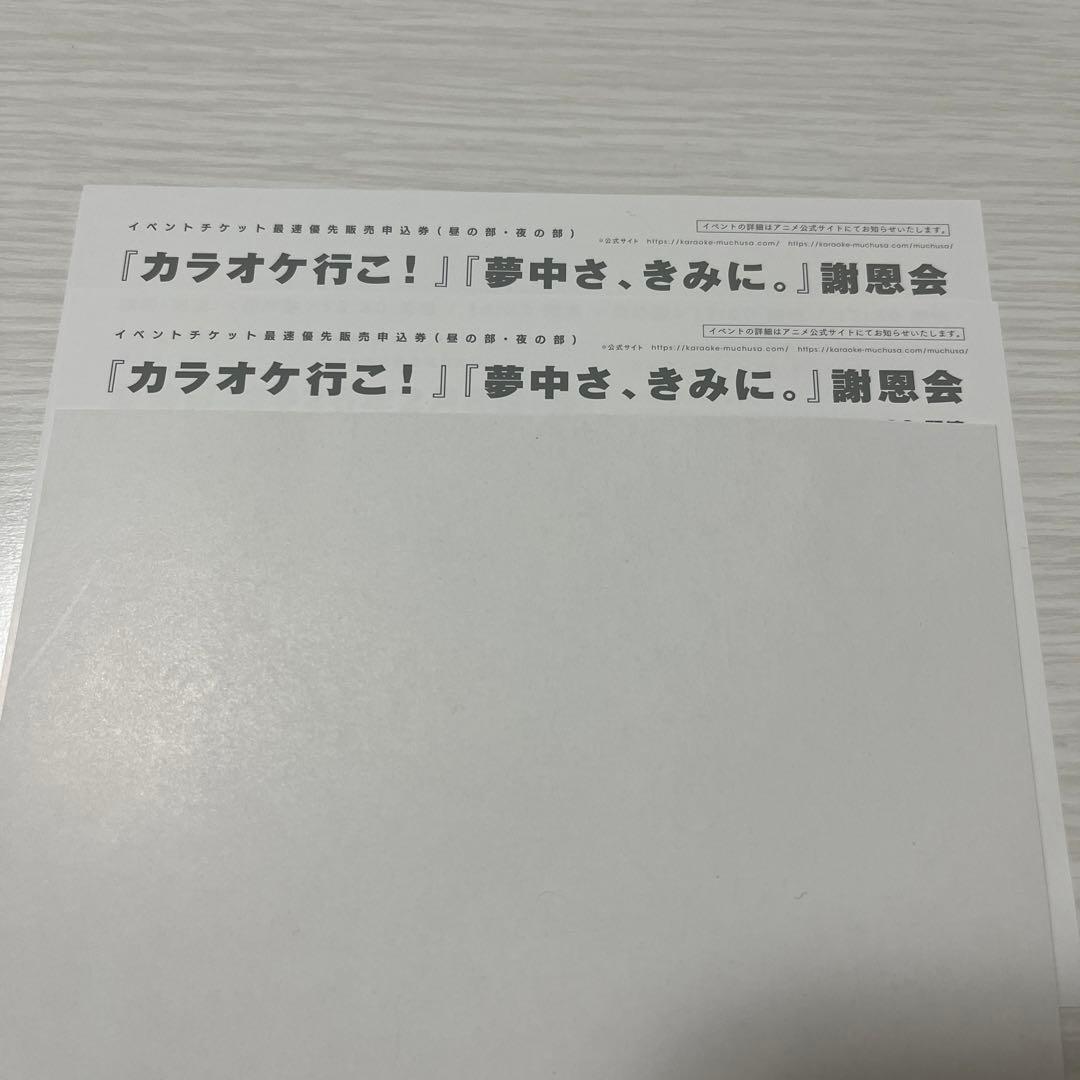 イベントチケット最速優先販売申込券(昼の部・夜の部)
イベントの詳細はアニメ公式サイトにてお知らせいたします。
※公式サイト https://karaoke-muchusa.com/ https://karaoke-muchusa.com/muchusa/
『カラオケ行こ！』『夢中さ、きみに。』謝恩会
イベントチケット最速優先販売申込券(昼の部・夜の部)
イベントの詳細はアニメ公式サイトにてお知らせいたします。
※公式サイト https://karaoke-muchusa.com/ https://karaoke-muchusa.com/muchusa/
『カラオケ行こ！』『夢中さ、きみに。』謝恩会